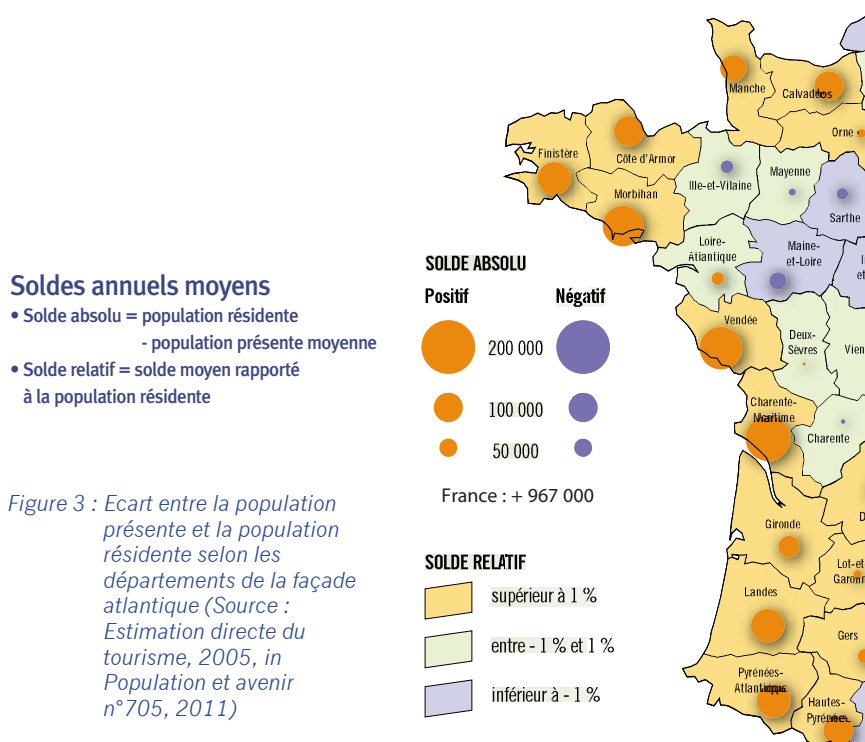 Soldes annuels moyens
• Solde absolu = population résidente
- population présente moyenne
• Solde relatif = solde moyen rapporté
à la population résidente
Figure 3 : Ecart entre la population
présente et la population
résidente selon les
départements de la façade
atlantique (Source :
Estimation directe du
tourisme, 2005, in
Population et avenir
n°705, 2011)
SOLDE ABSOLU
Positif
Négatif
200 000
100 000
50 000
France : + 967 000
SOLDE RELATIF
supérieur à 1 %
entre - 1 % et 1 %
inférieur à - 1 %
Manche
Calvados
Orne
Finistère
Côte d'Armor
Morbihan
Ille-et-Vilaine
Mayenne
Sarthe
Loire-
Atlantique
Maine-
et-Loire
I
et
Vendée
Deux-
Sèvres
Vien
Charente-
Maritime
Charente
Gironde
D
Lot-et
Garonn
Landes
Gers
Pyrénées-
Atlantiques
Hautes-
Pyrénées